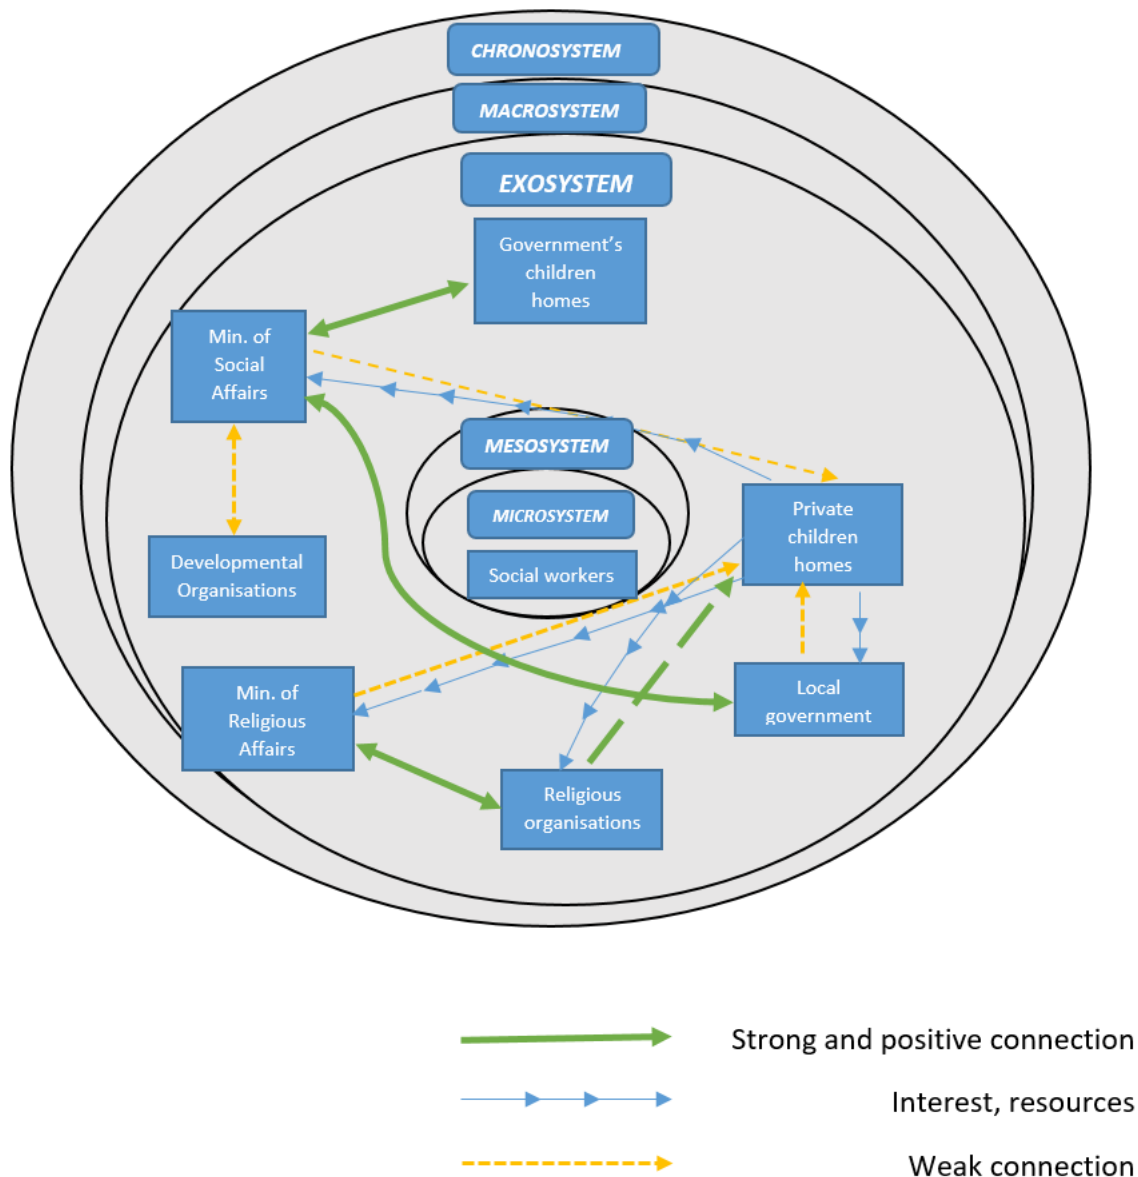 CHRONOSYSTEM
MACROSYSTEM
EXOSYSTEM
Government’s
children
homes
Min. of
Social
Affairs
MESOSYSTEM
MICROSYSTEM
Social workers
Private
children
homes
Developmental
Organisations
Min. of
Religious
Affairs
Local
government
Religious
organisations
Strong and positive connection
Interest, resources
Weak connection